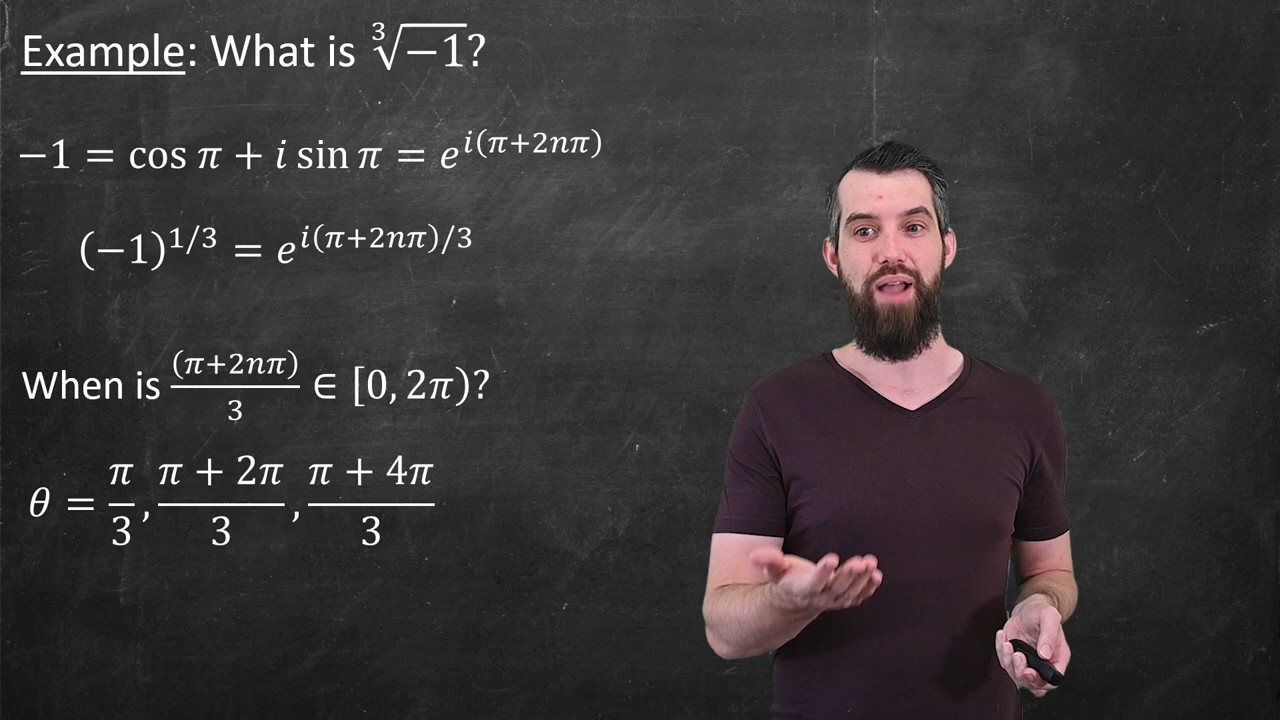 Example: What is ∛−1?
−1 = cos π + i sin π = e^{i(π+2nπ)}
(−1)^{1/3} = e^{i(π+2nπ)/3}
When is (π+2nπ)/3 ∈ [0, 2π)?
θ = π/3, (π + 2π)/3, (π + 4π)/3